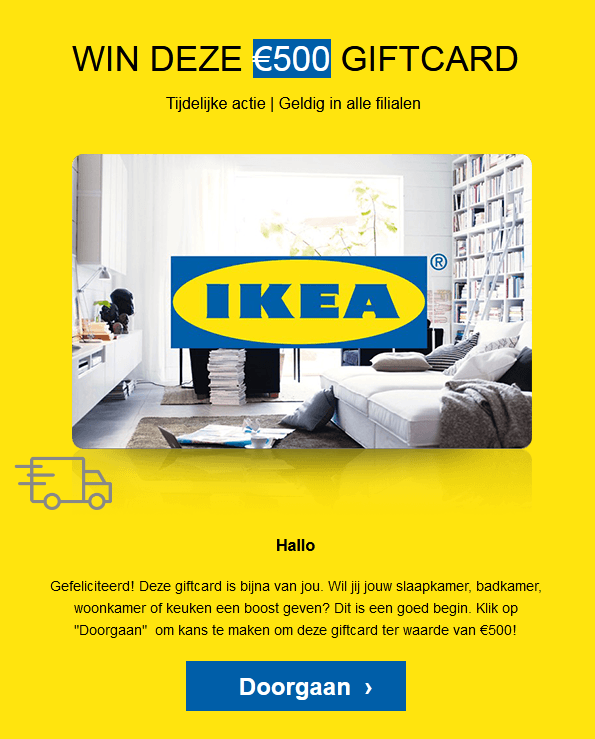 WIN DEZE €500 GIFTCARD
Tijdelijke actie | Geldig in alle filialen
IKEA®
Hallo
Gefeliciteerd! Deze giftcard is bijna van jou. Wil jij jouw slaapkamer, badkamer,
woonkamer of keuken een boost geven? Dit is een goed begin. Klik op
"Doorgaan"  om kans te maken om deze giftcard ter waarde van €500!
Doorgaan ›